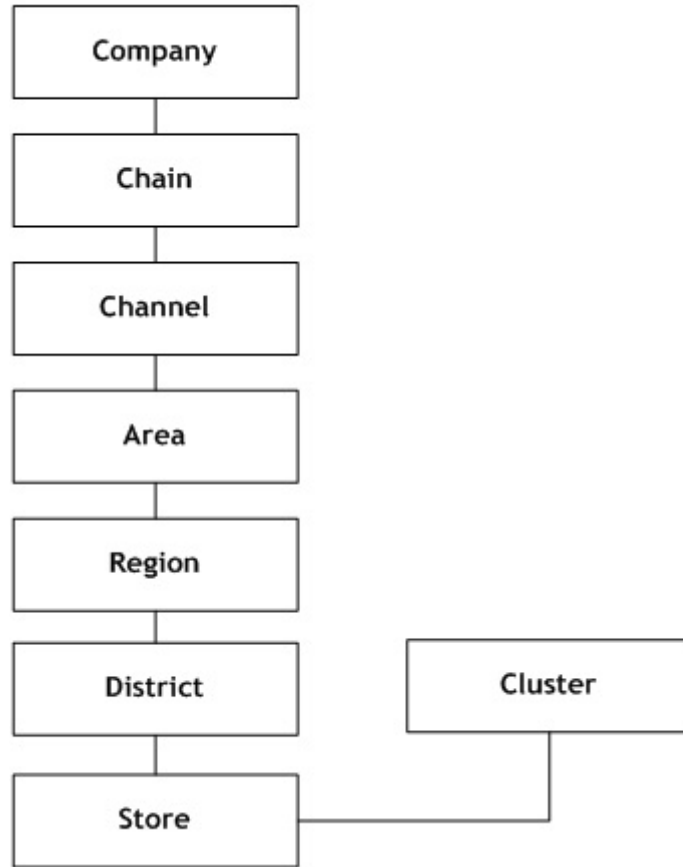 Company
Chain
Channel
Area
Region
District
Cluster
Store